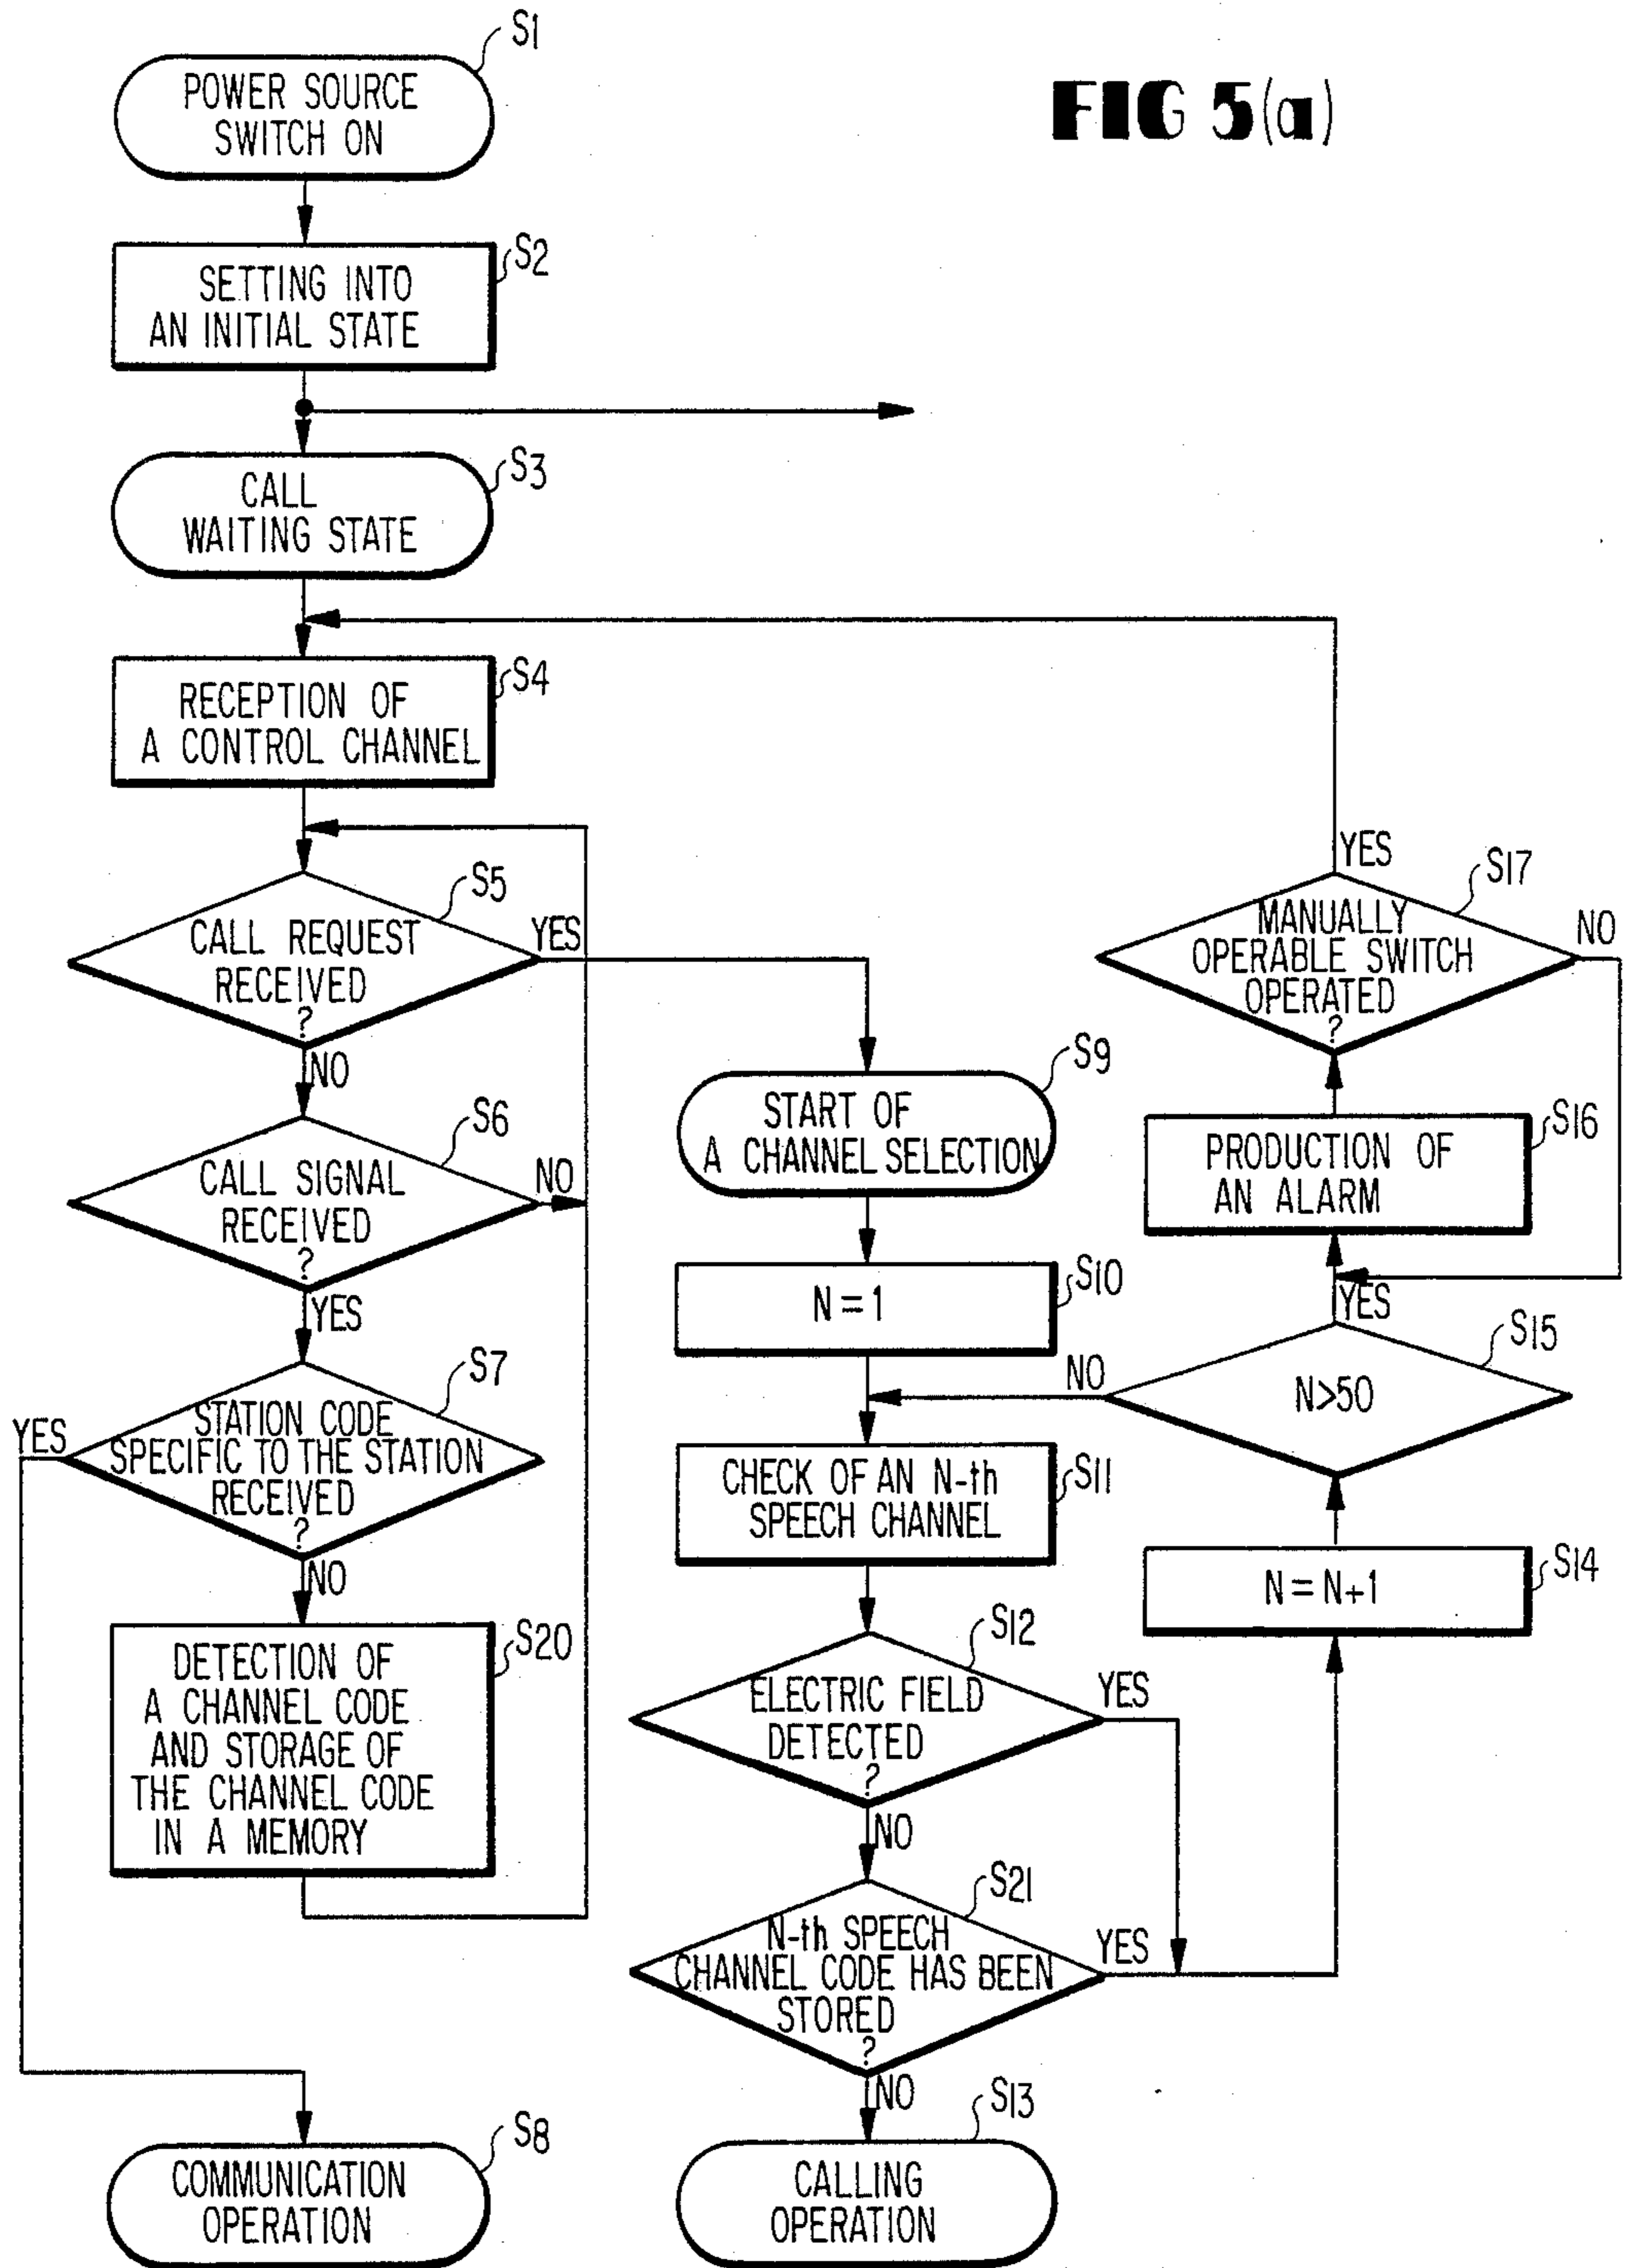 FIG 5(a)
S1
POWER SOURCE
SWITCH ON
S2
SETTING INTO
AN INITIAL STATE
S3
CALL
WAITING STATE
S4
RECEPTION OF
A CONTROL CHANNEL
S5
CALL REQUEST
RECEIVED
?
YES
NO
S6
CALL SIGNAL
RECEIVED
?
NO
YES
S7
STATION CODE
SPECIFIC TO THE STATION
RECEIVED
?
YES
NO
S20
DETECTION OF
A CHANNEL CODE
AND STORAGE OF
THE CHANNEL CODE
IN A MEMORY
S8
COMMUNICATION
OPERATION
S9
START OF
A CHANNEL SELECTION
S10
N = 1
S11
CHECK OF AN N-th
SPEECH CHANNEL
S12
ELECTRIC FIELD
DETECTED
?
YES
NO
S21
N-th SPEECH
CHANNEL CODE HAS BEEN
STORED
?
YES
NO
S13
CALLING
OPERATION
YES
S17
MANUALLY
OPERABLE SWITCH
OPERATED
?
NO
S16
PRODUCTION OF
AN ALARM
YES
S15
N>50
NO
S14
N = N+1